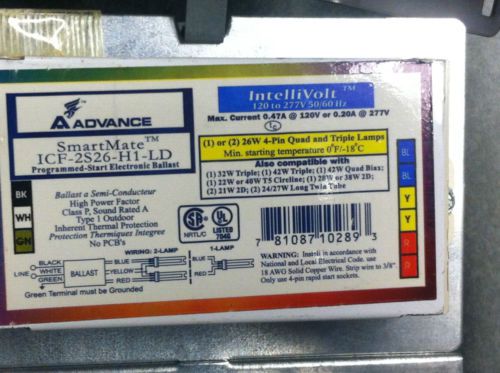 ADVANCE
SmartMate™
ICF-2S26-H1-LD
Programmed-Start Electronic Ballast
IntelliVolt™
120 to 277V 50/60 Hz
Max. Current 0.47A @ 120V or 0.20A @ 277V
(1) or (2) 26W 4-Pin Quad and Triple Lamps
Min. starting temperature 0°F/-18°C
Also compatible with
(1) 32W Triple; (1) 42W Triple; (1) 42W Quad Biax;
(1) 22W or 40W T5 Circline; (1) 28W or 38W 2D;
(2) 21W 2D; (2) 24/27W Long Twin Tube
BK
WH
GN
Ballast a Semi-Conducteur
High Power Factor
Class P, Sound Rated A
Type 1 Outdoor
Inherent Thermal Protection
Protection Thermiques Integree
No PCB's
BL
BL
Y
Y
R
R
SA
NRTL/C
UL
LISTED
7 81087 10289 3
WIRING: 2-LAMP
1-LAMP
LINE
BLACK
WHITE
GREEN
BALLAST
BLUE
YELLOW
RED
BLUE
RED
Green Terminal must be Grounded
WARNING: Install in accordance with
National and Local Electrical Code. use
18 AWG Solid Copper Wire. Strip wire to 3/8"
Only use 4-pin rapid start sockets.